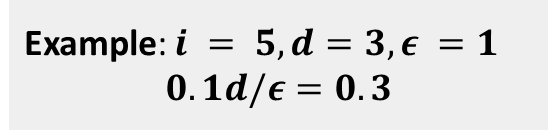 Example: i = 5, d = 3, ϵ = 1
0.1d/ϵ = 0.3